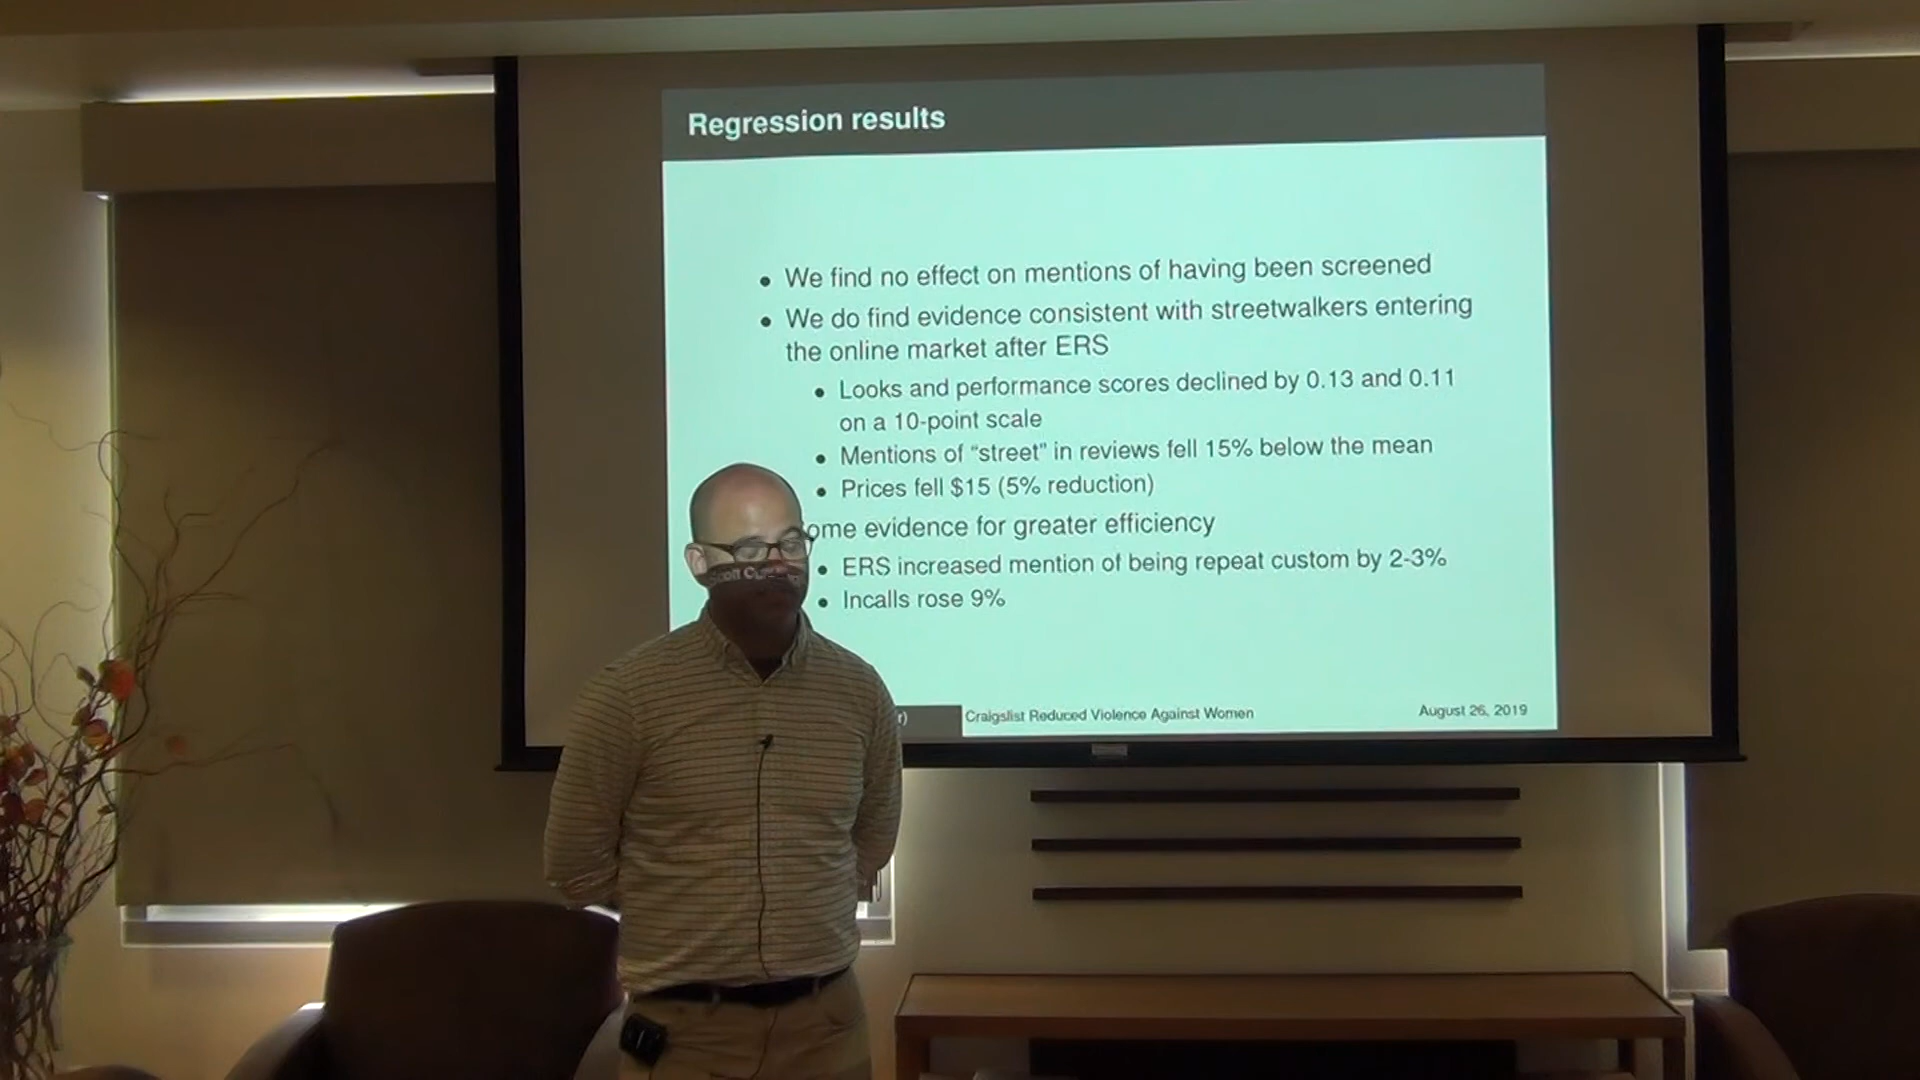 Regression results
We find no effect on mentions of having been screened
We do find evidence consistent with streetwalkers entering
the online market after ERS
Looks and performance scores declined by 0.13 and 0.11
on a 10-point scale
Mentions of “street” in reviews fell 15% below the mean
Prices fell $15 (5% reduction)
ome evidence for greater efficiency
ERS increased mention of being repeat custom by 2-3%
Incalls rose 9%
r)
Craigslist Reduced Violence Against Women
August 26, 2019
Scott